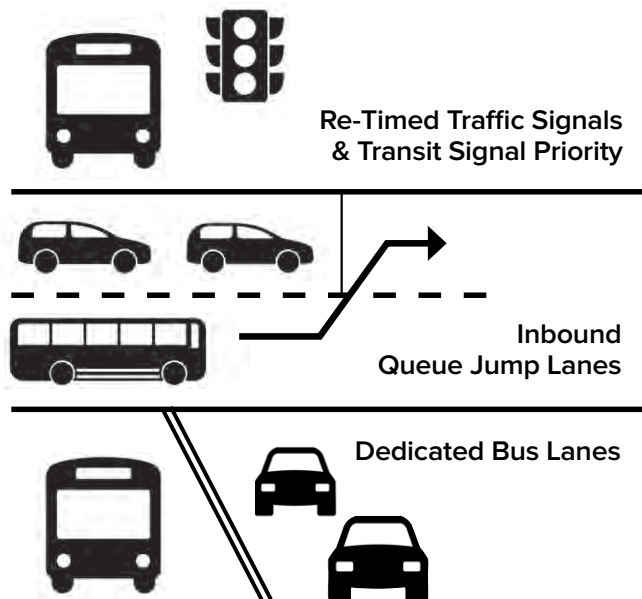 Re-Timed Traffic Signals
& Transit Signal Priority
Inbound
Queue Jump Lanes
Dedicated Bus Lanes